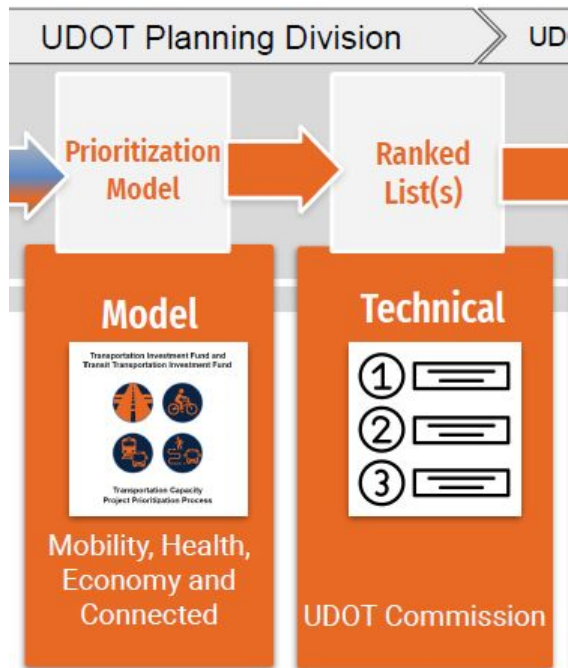 UDOT Planning Division
UD
Prioritization
Model
Ranked
List(s)
Model
Transportation Investment Fund and
Transit Transportation Investment Fund
Transportation Capacity
Project Prioritization Process
Mobility, Health,
Economy and
Connected
Technical
1
2
3
UDOT Commission